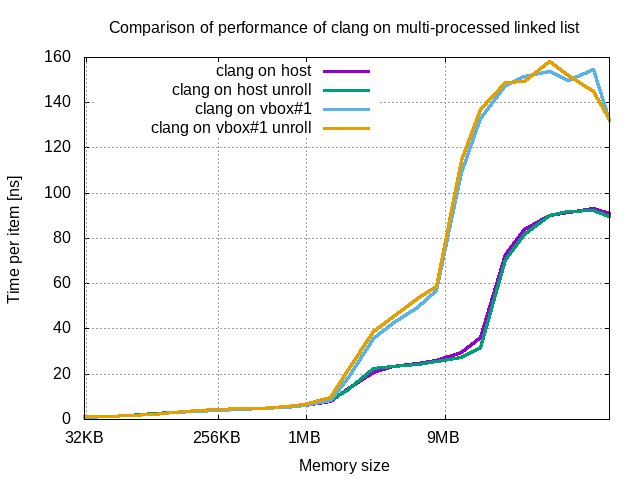 Comparison of performance of clang on multi-processed linked list
160
140
120
100
80
60
40
20
0
Time per item [ns]
clang on host
clang on host unroll
clang on vbox#1
clang on vbox#1 unroll
32KB 256KB 1MB 9MB
Memory size